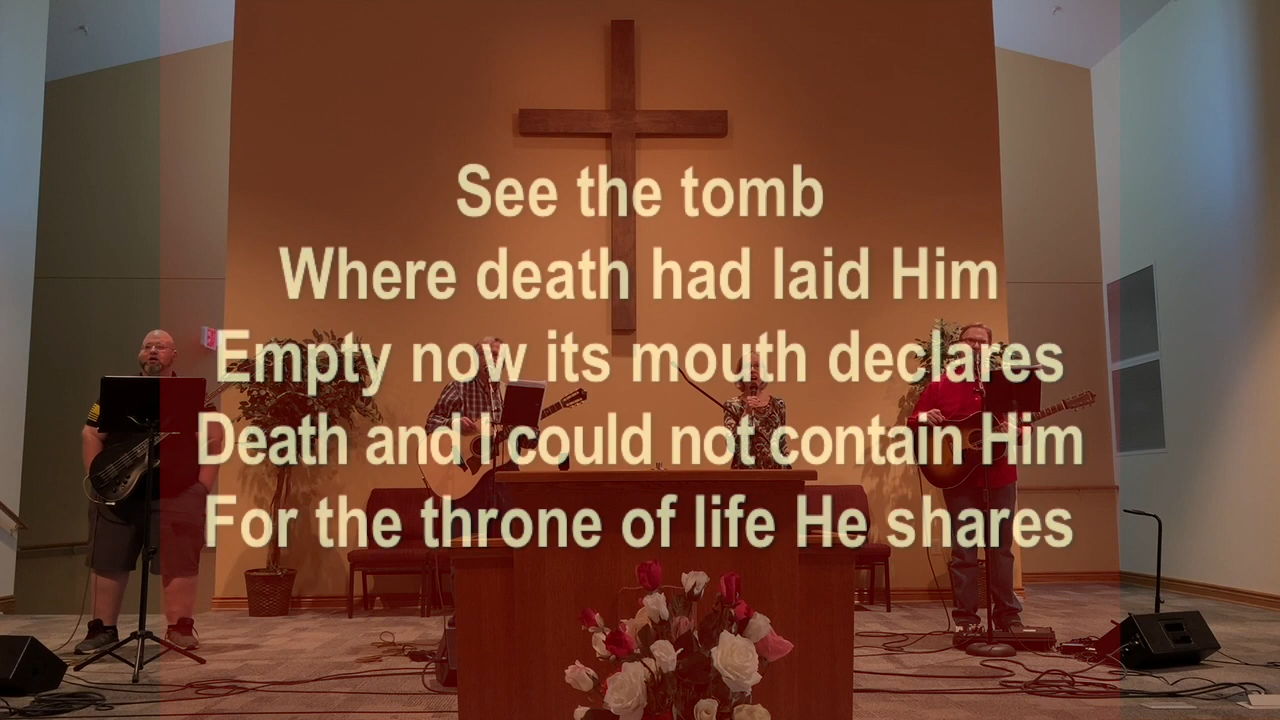 See the tomb
Where death had laid Him
Empty now its mouth declares
Death and I could not contain Him
For the throne of life He shares